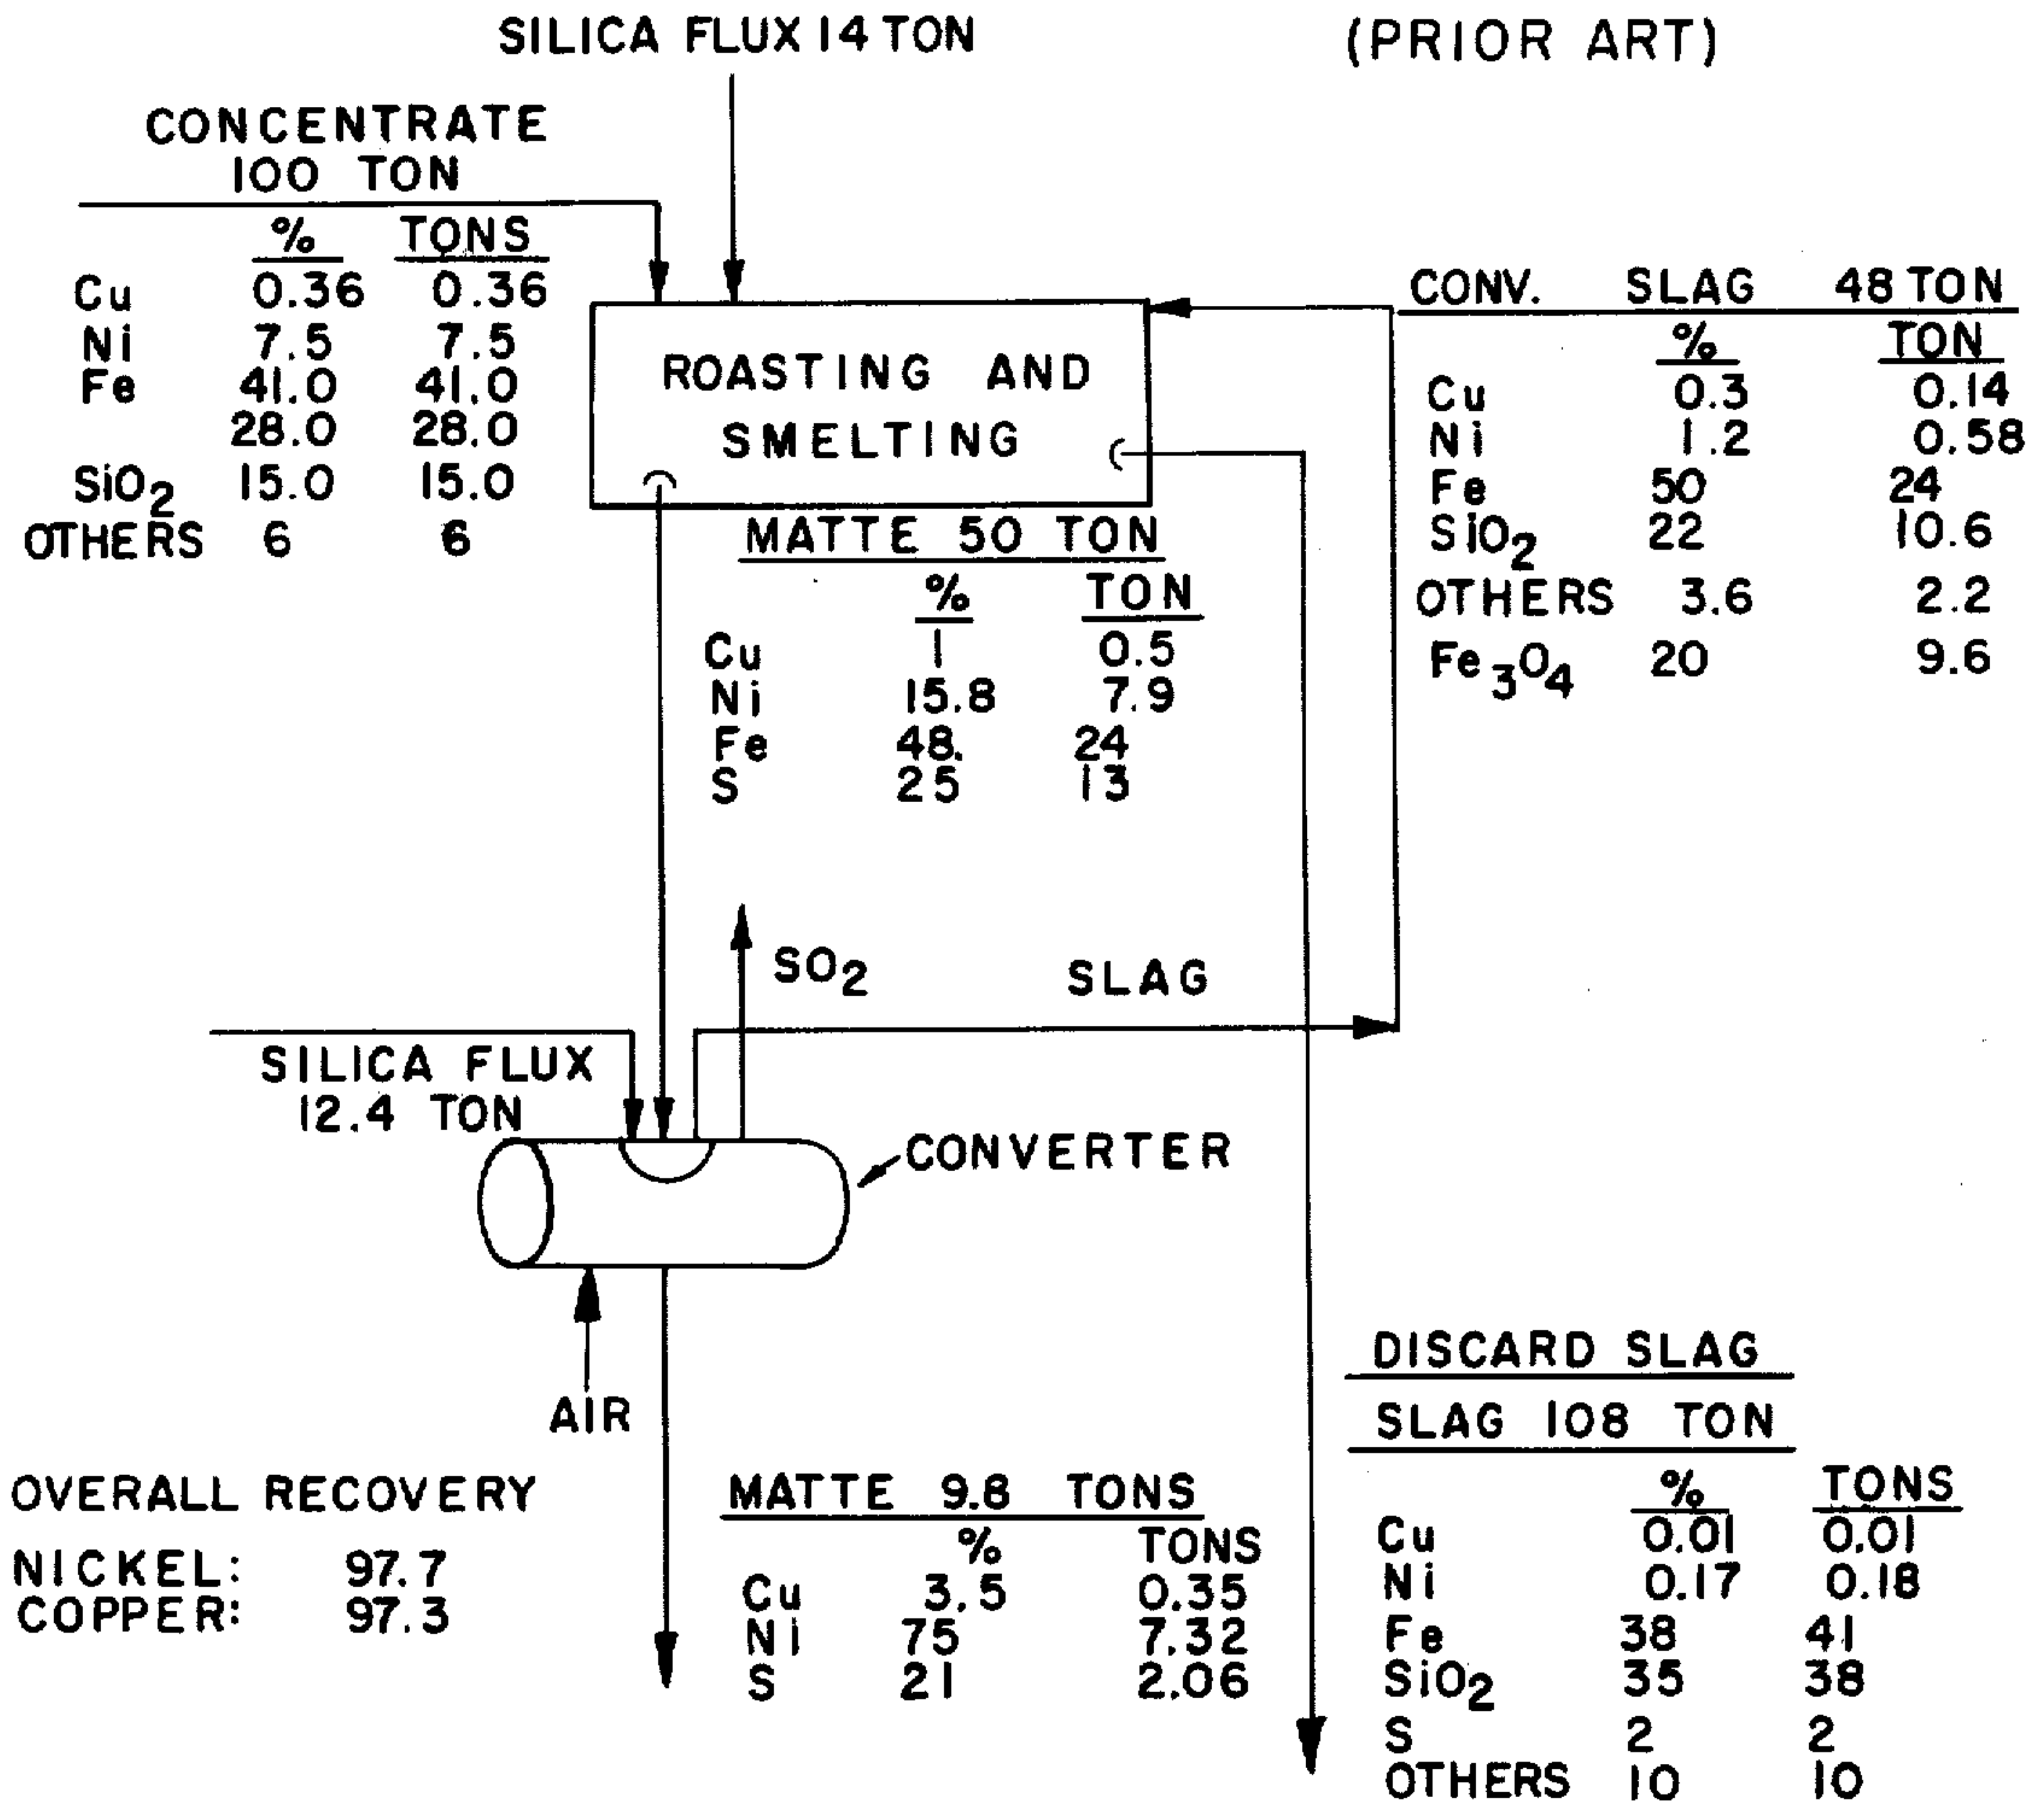 SILICA FLUX 14 TON
(PRIOR ART)
CONCENTRATE
100 TON
% TONS
Cu 0.36 0.36
Ni 7.5 7.5
Fe 41.0 41.0
28.0 28.0
SiO2 15.0 15.0
OTHERS 6 6
ROASTING AND
SMELTING
CONV. SLAG 48 TON
% TON
Cu 0.3 0.14
Ni 1.2 0.58
Fe 50 24
SiO2 22 10.6
OTHERS 3.6 2.2
Fe3O4 20 9.6
MATTE 50 TON
% TON
Cu 1 0.5
Ni 15.8 7.9
Fe 48. 24
S 25 13
SO2
SLAG
SILICA FLUX
12.4 TON
CONVERTER
AIR
OVERALL RECOVERY
NICKEL: 97.7
COPPER: 97.3
MATTE 9.8 TONS
% TONS
Cu 3.5 0.35
Ni 75 7.32
S 21 2.06
DISCARD SLAG
SLAG 108 TON
% TONS
Cu 0.01 0.01
Ni 0.17 0.18
Fe 38 41
SiO2 35 38
S 2 2
OTHERS 10 10